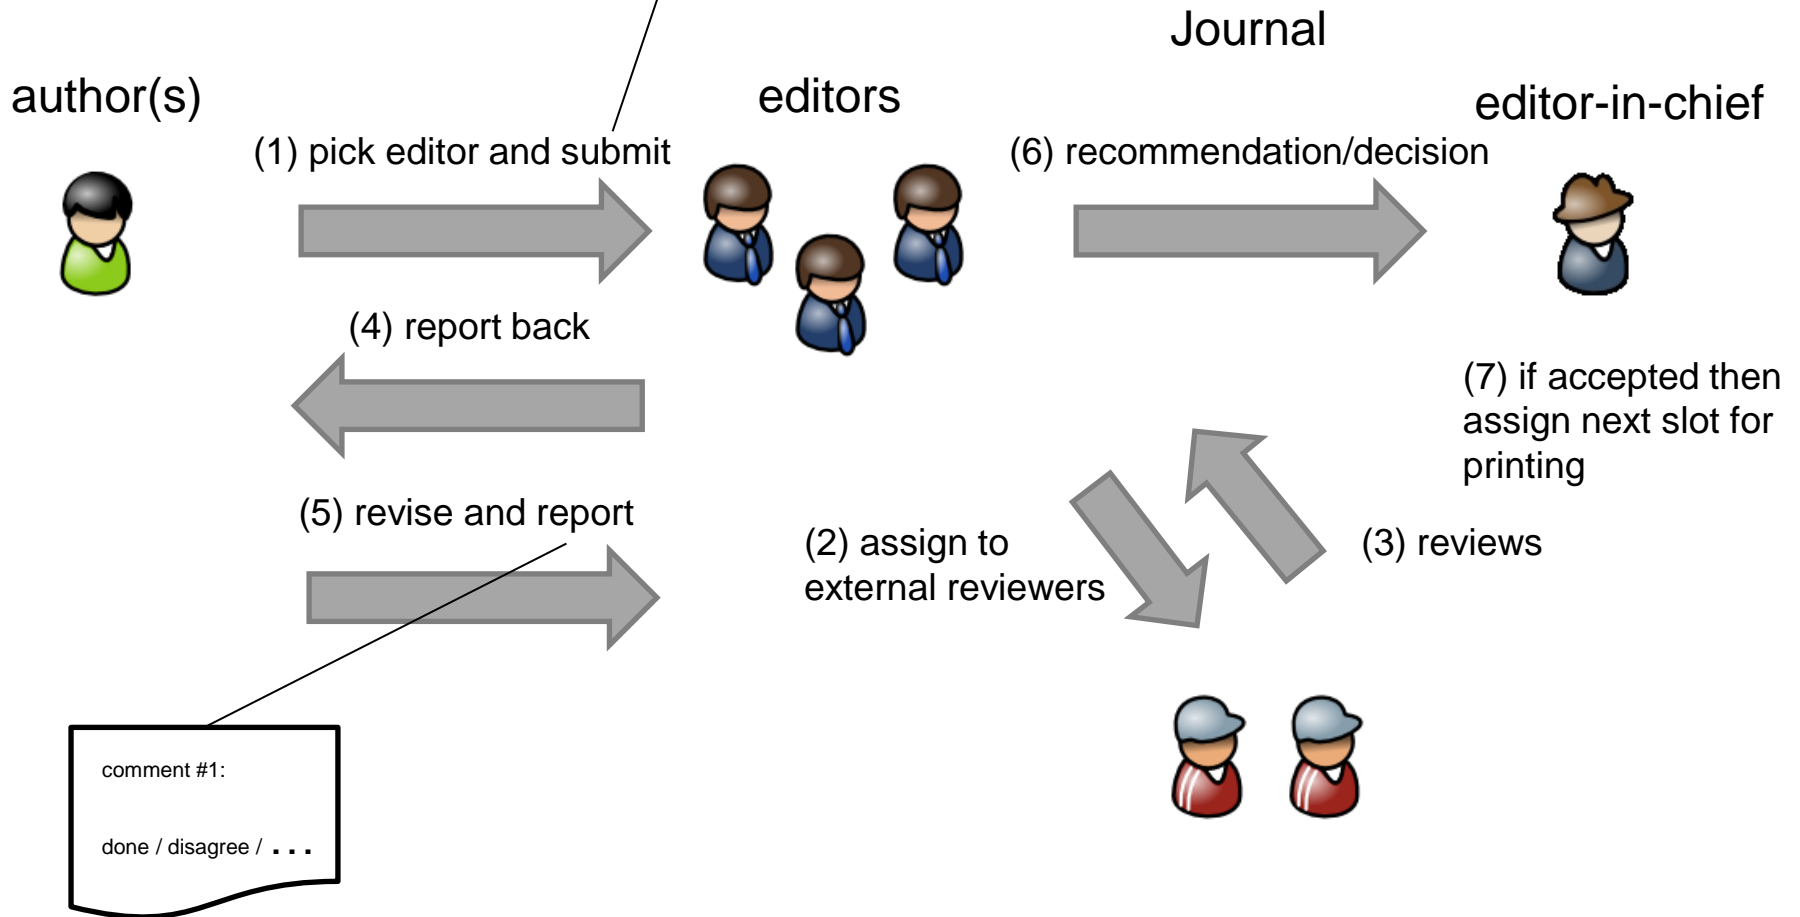 Journal
author(s)
editors
editor-in-chief
(1) pick editor and submit
(6) recommendation/decision
(4) report back
(7) if accepted then
assign next slot for
printing
(5) revise and report
(2) assign to
external reviewers
(3) reviews
comment #1:
done / disagree / ...